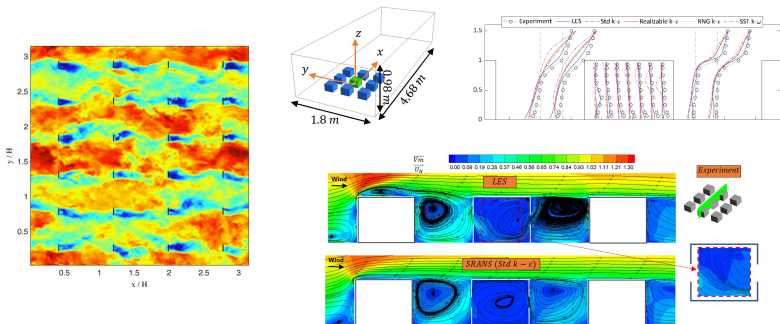 3
2.5
2
1.5
1
0.5
y / H
0.5
1
1.5
2
2.5
3
x / H
z
x
y
0.98 m
4.68 m
1.8 m
Experiment LES Std k-ε Realizable k-ε RNG k-ε SST k-ω
1.5
1
0.5
0
Vm
U_H
0.00 0.09 0.19 0.28 0.37 0.46 0.55 0.65 0.74 0.84 0.93 1.02 1.11 1.21 1.30
Wind
LES
Wind
SRANS (Std k − ε)
Experiment